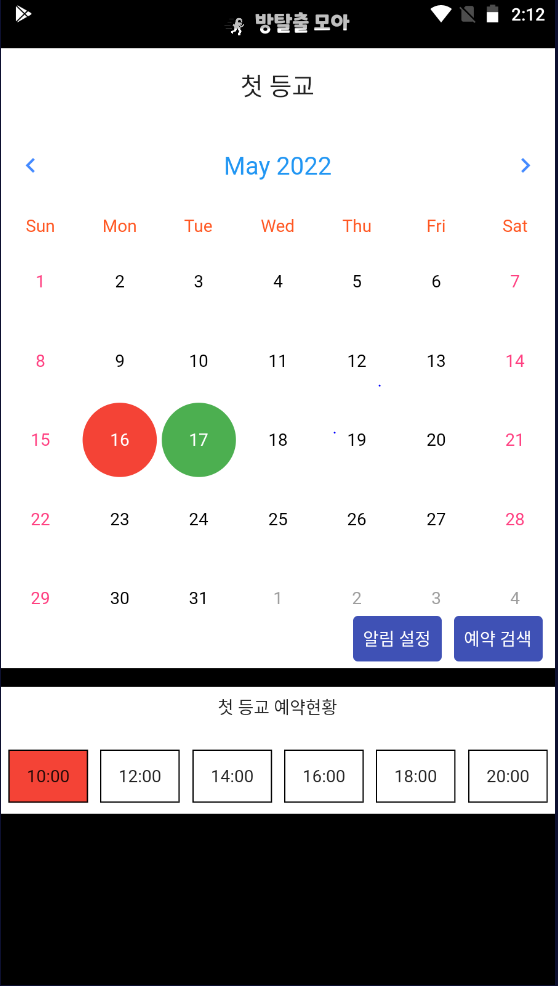 2:12
방탈출 모아
첫 등교
May 2022
Sun Mon Tue Wed Thu Fri Sat
1 2 3 4 5 6 7
8 9 10 11 12 13 14
15 16 17 18 19 20 21
22 23 24 25 26 27 28
29 30 31 1 2 3 4
알림 설정 예약 검색
첫 등교 예약현황
10:00 12:00 14:00 16:00 18:00 20:00